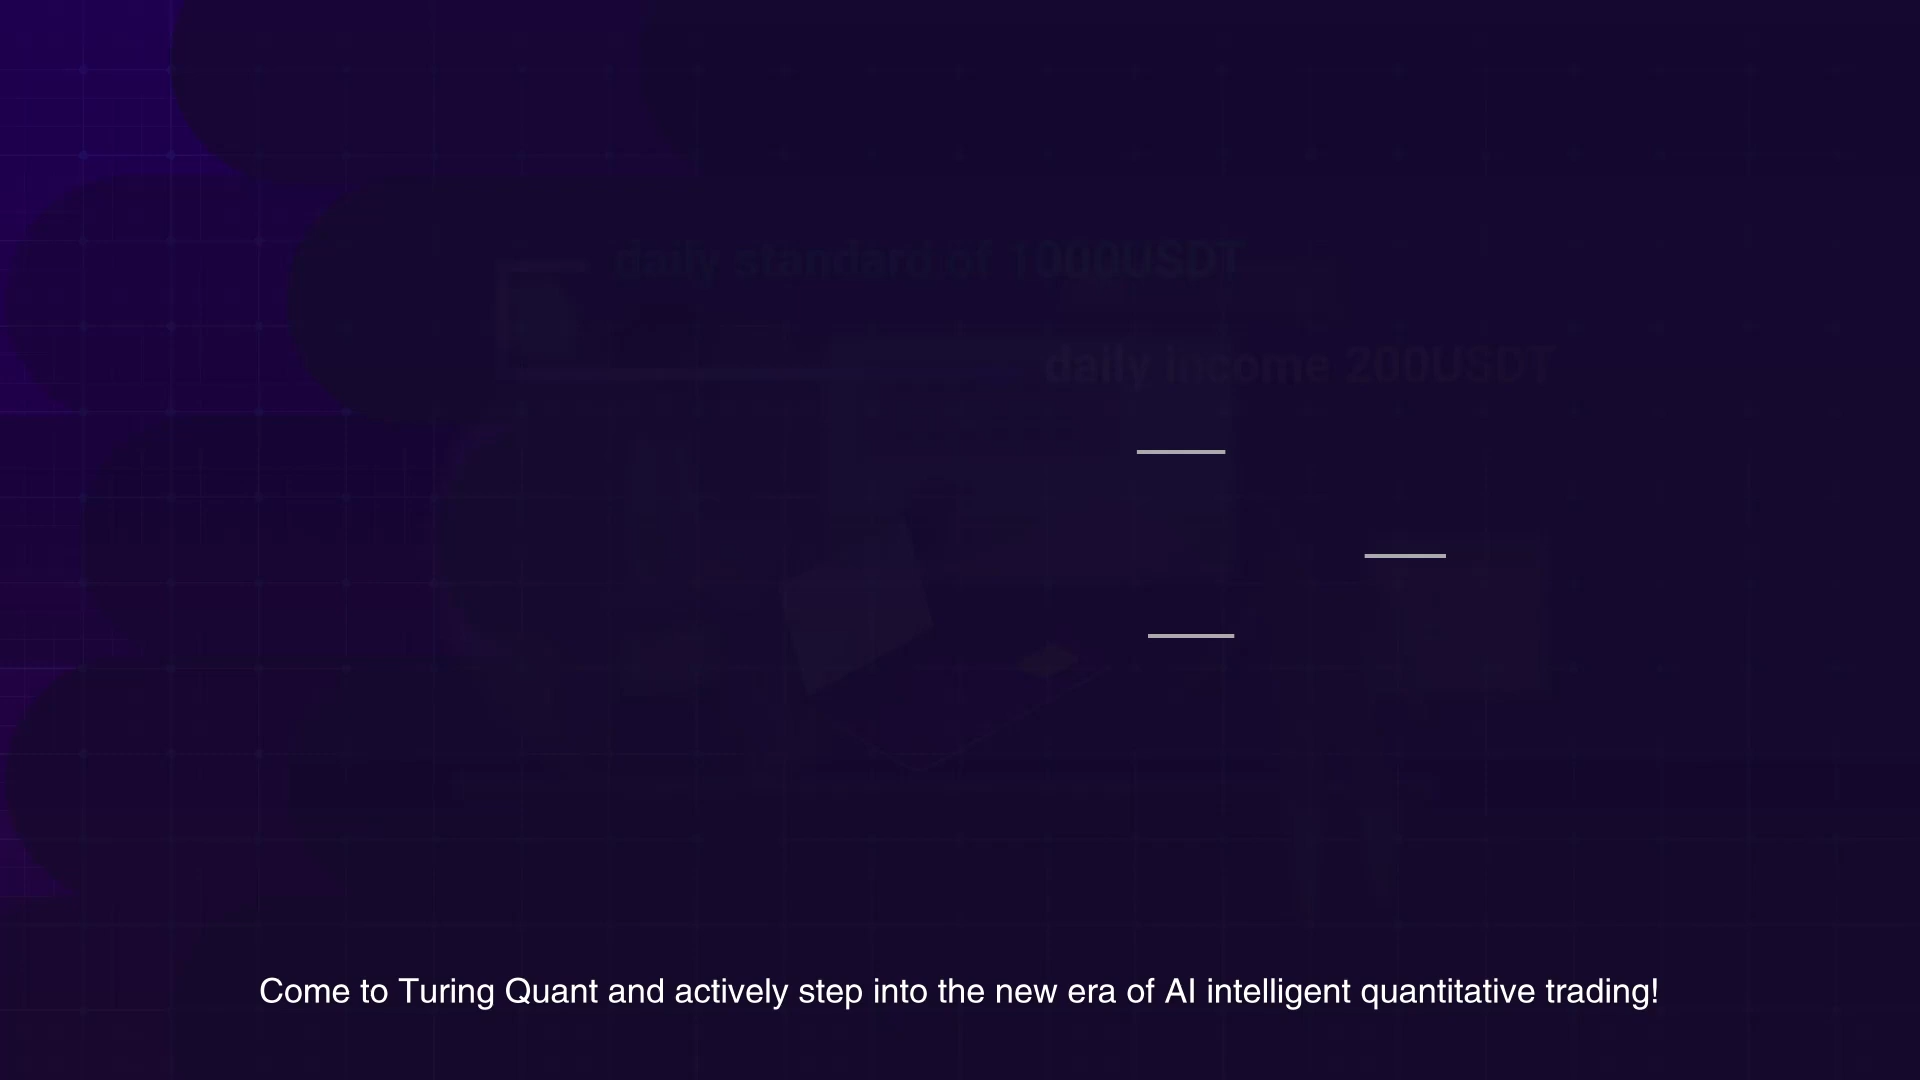 daily standard of 1000USDT
daily income 200USDT
Come to Turing Quant and actively step into the new era of AI intelligent quantitative trading!